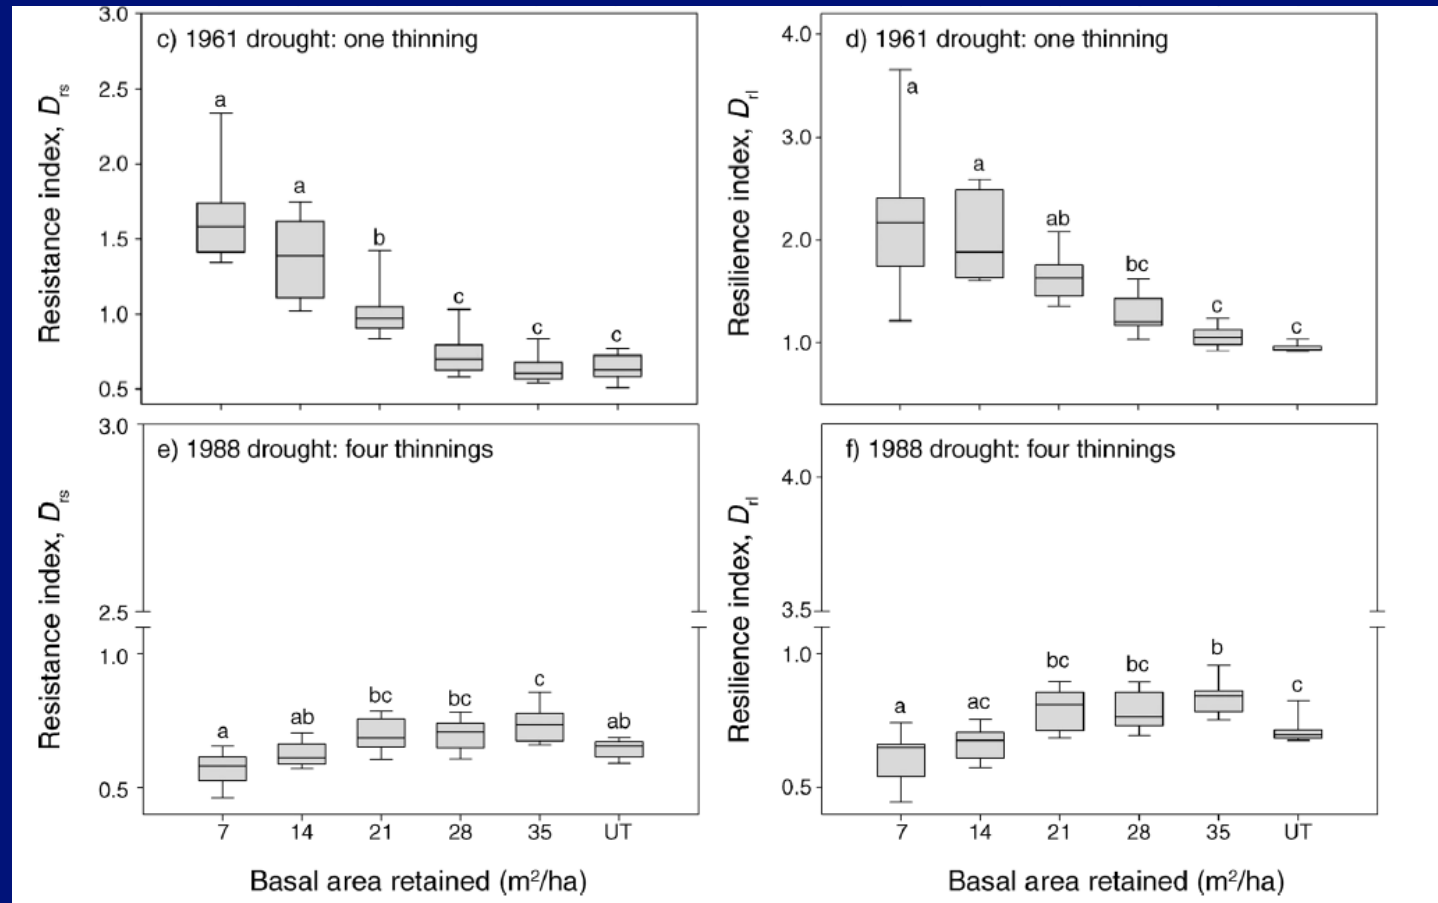 c) 1961 drought: one thinning
Resistance index, Drs
3.0
2.5
2.0
1.5
1.0
0.5
a
a
b
c
c
c
d) 1961 drought: one thinning
Resilience index, Drl
4.0
3.0
2.0
1.0
a
a
ab
bc
c
c
e) 1988 drought: four thinnings
Resistance index, Drs
3.0
2.5
1.0
0.5
a
ab
bc
bc
c
ab
7 14 21 28 35 UT
Basal area retained (m²/ha)
f) 1988 drought: four thinnings
Resilience index, Drl
4.0
3.5
1.0
0.5
a
ac
bc
bc
b
c
7 14 21 28 35 UT
Basal area retained (m²/ha)